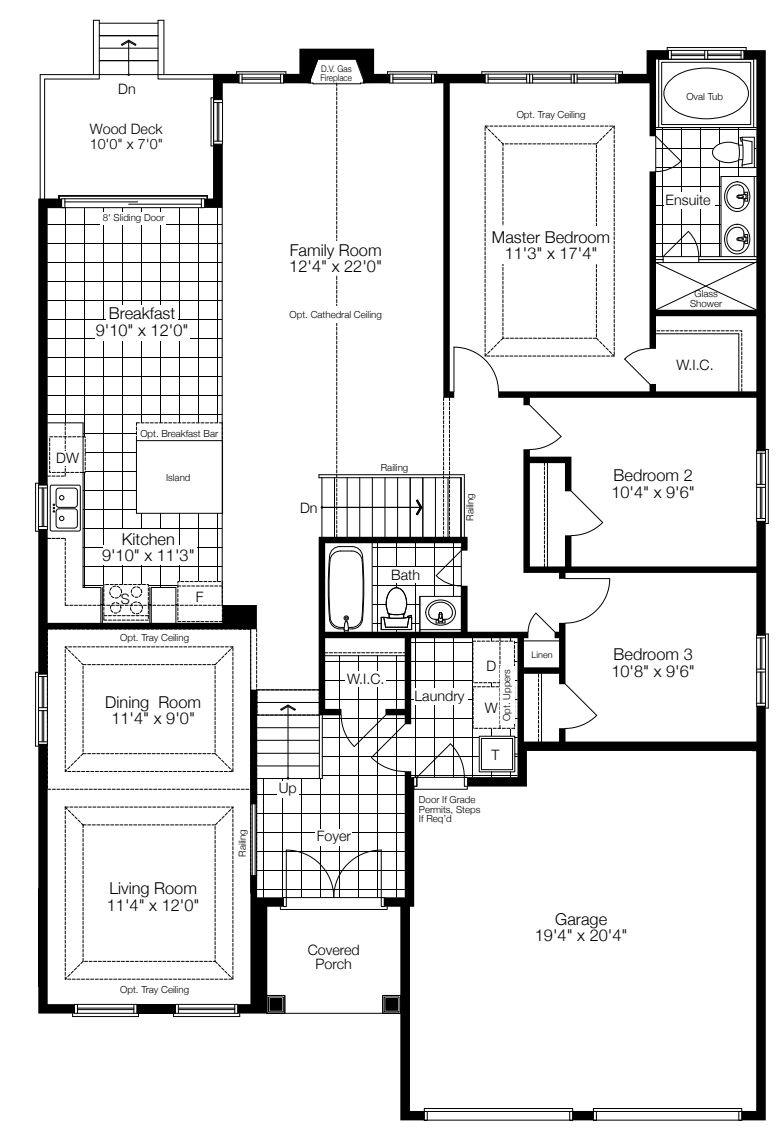 D.V. Gas
Fireplace
Dn
Wood Deck
10'0" x 7'0"
Oval Tub
Opt. Tray Ceiling
Ensuite
8' Sliding Door
Master Bedroom
11'3" x 17'4"
Family Room
12'4" x 22'0"
Glass
Shower
Breakfast
9'10" x 12'0"
Opt. Cathedral Ceiling
W.I.C.
Opt. Breakfast Bar
DW
Island
Railing
Bedroom 2
10'4" x 9'6"
Dn
Railing
Kitchen
9'10" x 11'3"
Bath
S
F
Opt. Tray Ceiling
Linen
Bedroom 3
10'8" x 9'6"
D
W.I.C.
Laundry
Opt. Uppers
W
Dining Room
11'4" x 9'0"
T
Up
Door If Grade
Permits, Steps
If Req'd
Foyer
Railing
Living Room
11'4" x 12'0"
Garage
19'4" x 20'4"
Covered
Porch
Opt. Tray Ceiling